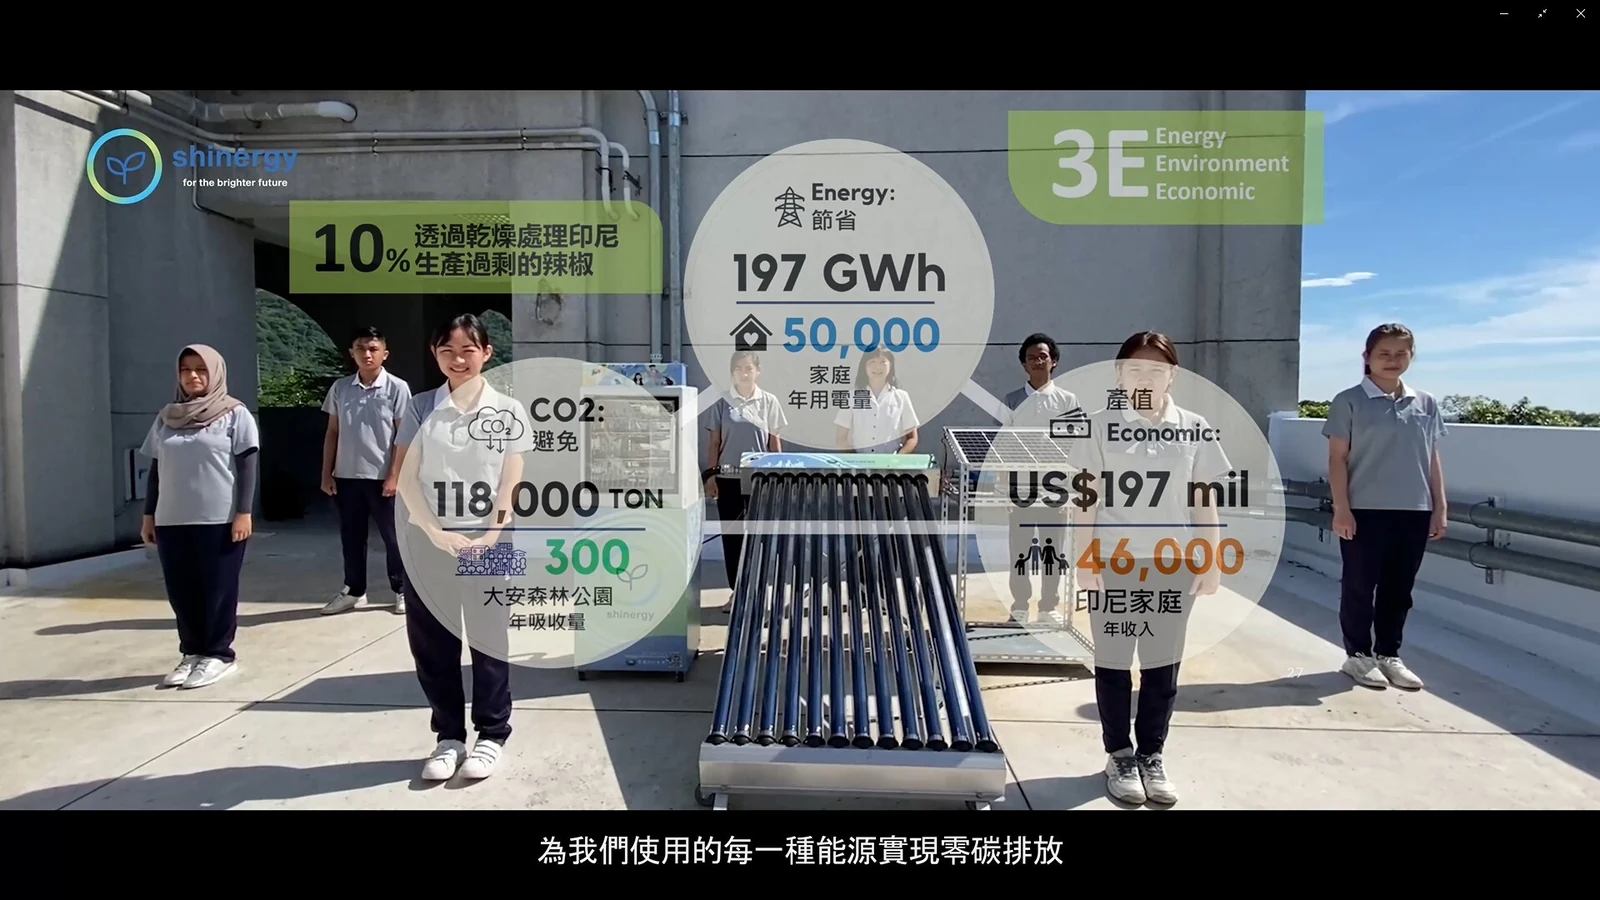 shinergy
for the brighter future
3E
Energy
Environment
Economic
10%
透過乾燥處理印尼
生產過剩的辣椒
Energy:
節省
197 GWh
50,000
家庭
年用電量
CO2:
CO2
避免
118,000 TON
300
大安森林公園
年吸收量
產值
Economic:
US$197 mil
46,000
印尼家庭
年收入
shinergy
27
為我們使用的每一種能源實現零碳排放